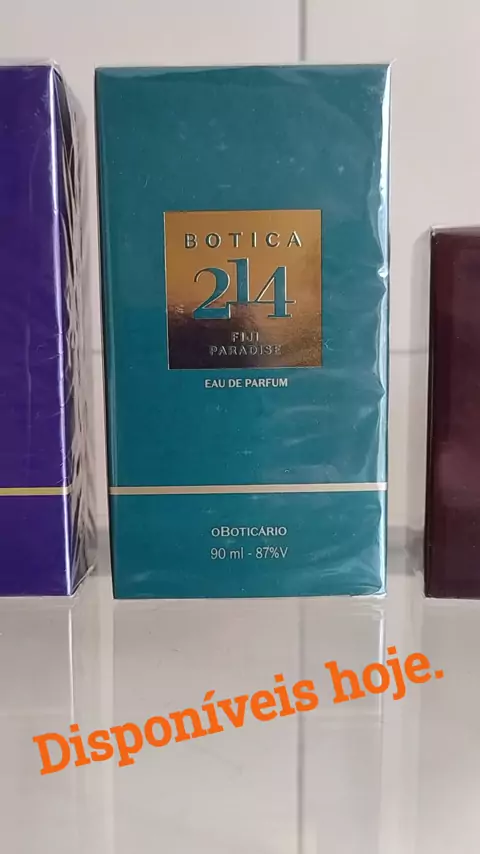 BOTICA
214
FIJI
PARADISE
EAU DE PARFUM
oBOTICÁRIO
90 ml - 87%V
Disponíveis hoje.